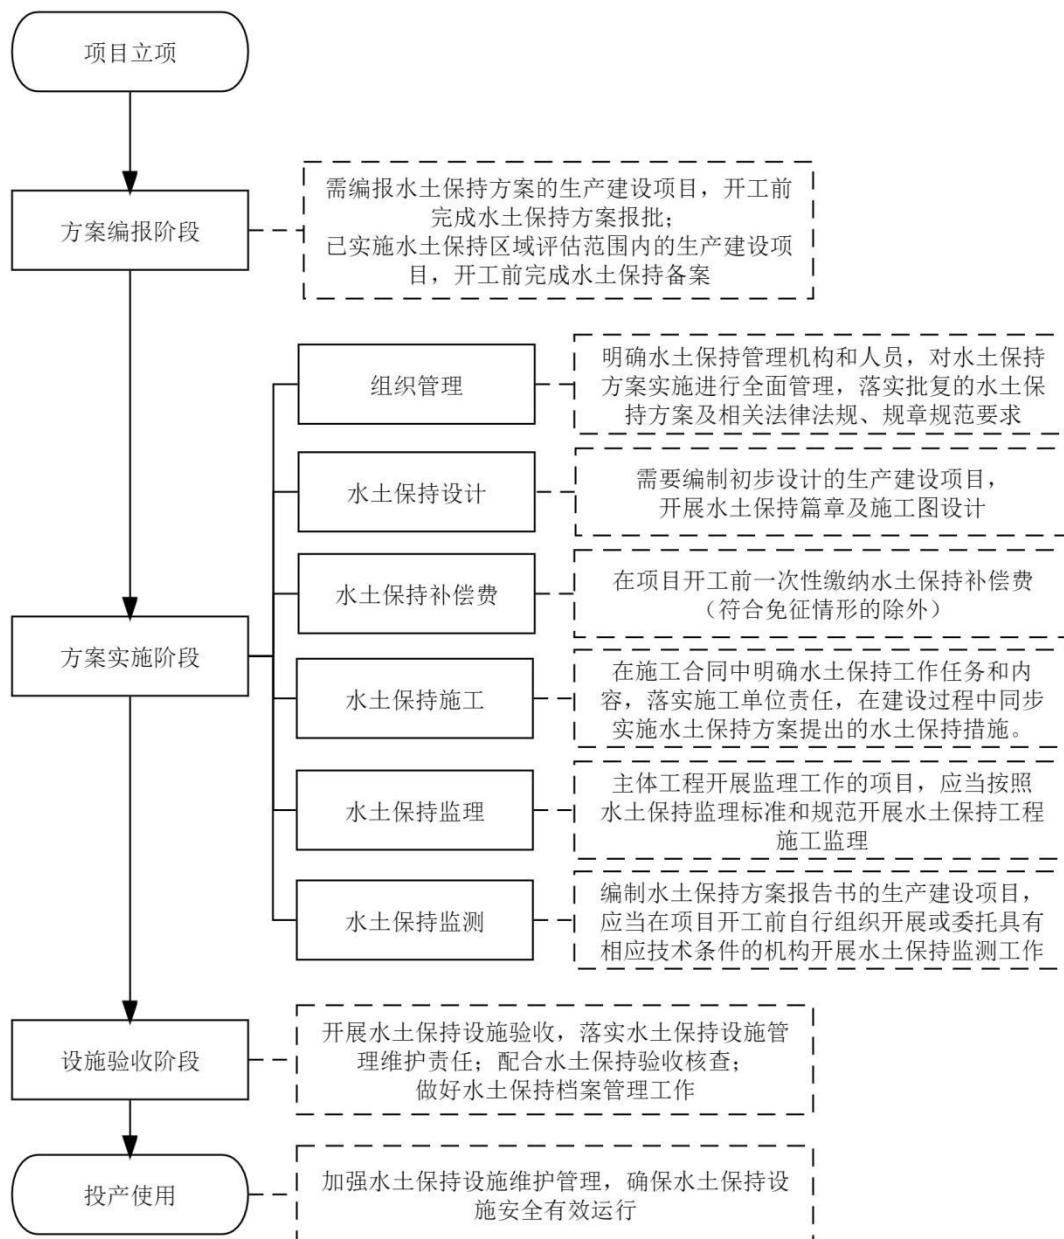 项目立项
方案编报阶段
需编报水土保持方案的生产建设项目，开工前
完成水土保持方案报批；
已实施水土保持区域评估范围内的生产建设项
目，开工前完成水土保持备案
方案实施阶段
组织管理
明确水土保持管理机构和人员，对水土保持
方案实施进行全面管理，落实批复的水土保
持方案及相关法律法规、规章规范要求
水土保持设计
需要编制初步设计的生产建设项目，
开展水土保持篇章及施工图设计
水土保持补偿费
在项目开工前一次性缴纳水土保持补偿费
（符合免征情形的除外）
水土保持施工
在施工合同中明确水土保持工作任务和内
容，落实施工单位责任，在建设过程中同步
实施水土保持方案提出的水土保持措施。
水土保持监理
主体工程开展监理工作的项目，应当按照
水土保持监理标准和规范开展水土保持工程
施工监理
水土保持监测
编制水土保持方案报告书的生产建设项目，
应当在项目开工前自行组织开展或委托具有
相应技术条件的机构开展水土保持监测工作
设施验收阶段
开展水土保持设施验收，落实水土保持设施管
理维护责任；配合水土保持验收核查；
做好水土保持档案管理工作
投产使用
加强水土保持设施维护管理，确保水土保持设
施安全有效运行